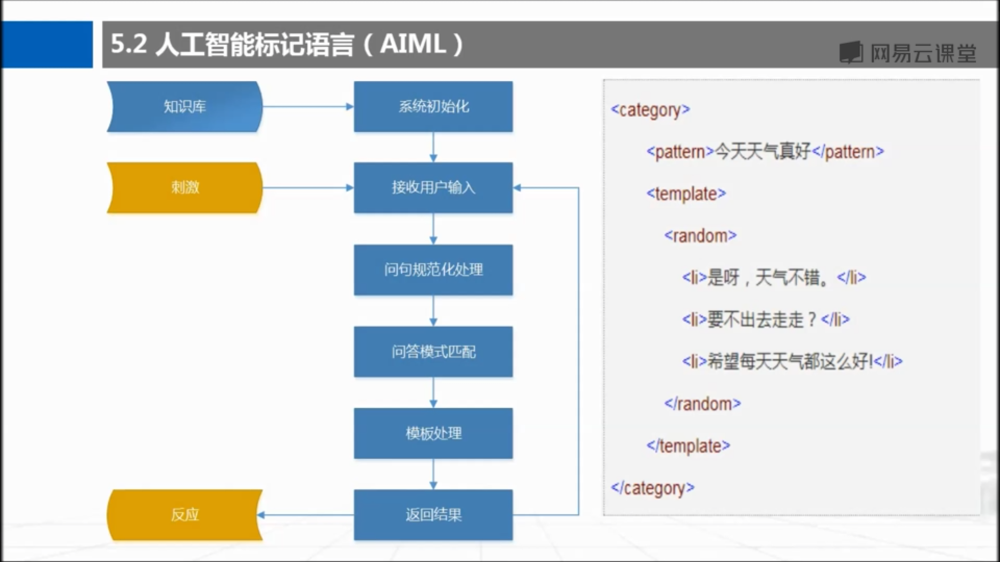 5.2 人工智能标记语言（AIML）
网易云课堂
知识库
系统初始化
刺激
接收用户输入
问句规范化处理
问答模式匹配
模板处理
反应
返回结果
<category>
<pattern>今天天气真好</pattern>
<template>
<random>
<li>是呀，天气不错。</li>
<li>要不出去走走？</li>
<li>希望每天天气都这么好!</li>
</random>
</template>
</category>